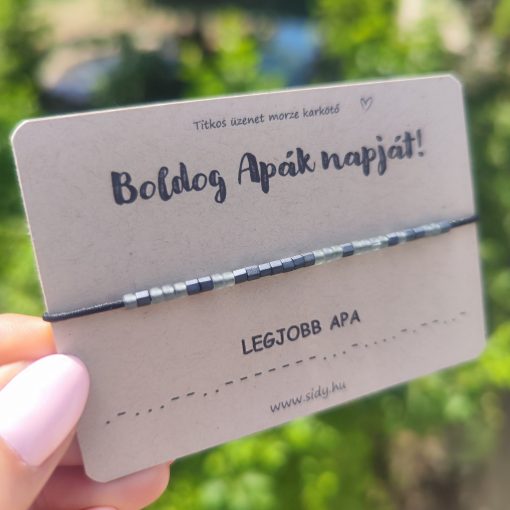 Titkos üzenet morze karkötő
Boldog Apák napját!
LEGJOBB APA
.-...--..-------...-....-.--..-
www.sidy.hu